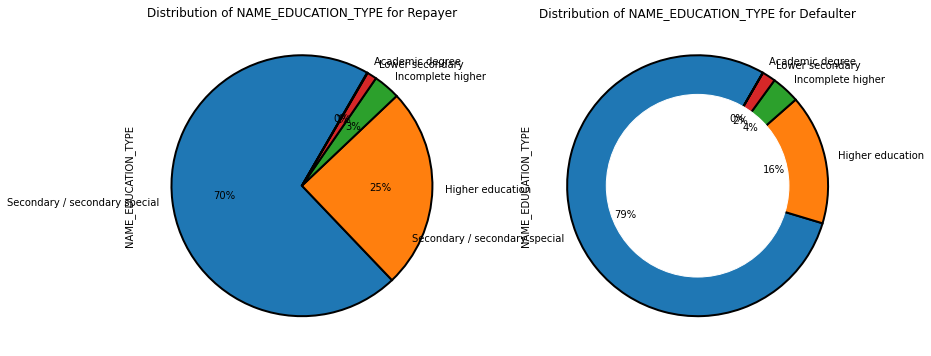 Distribution of NAME_EDUCATION_TYPE for Repayer
Academic degree
Lower secondary
Incomplete higher
0%
3%
NAME_EDUCATION_TYPE
70%
25%
Higher education
Secondary / secondary special
Distribution of NAME_EDUCATION_TYPE for Defaulter
Academic degree
Lower secondary
Incomplete higher
0%
2%
4%
NAME_EDUCATION_TYPE
Higher education
16%
79%
Secondary / secondary special